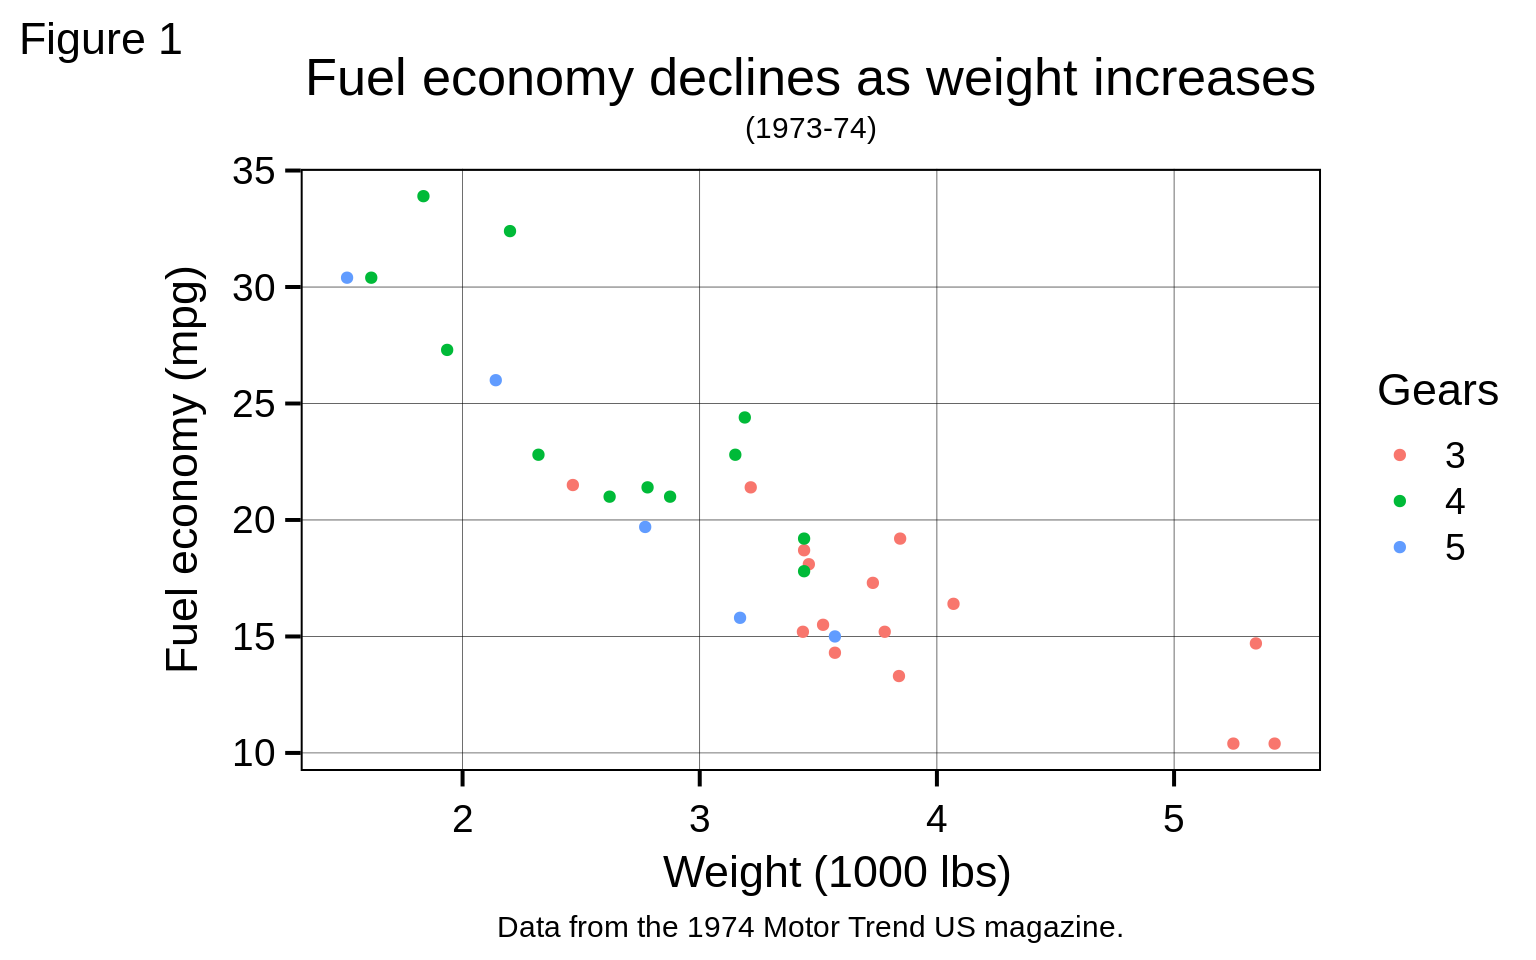 Figure 1
Fuel economy declines as weight increases
(1973-74)
35
30
25
20
15
10
Fuel economy (mpg)
2 3 4 5
Weight (1000 lbs)
Data from the 1974 Motor Trend US magazine.
Gears
3
4
5